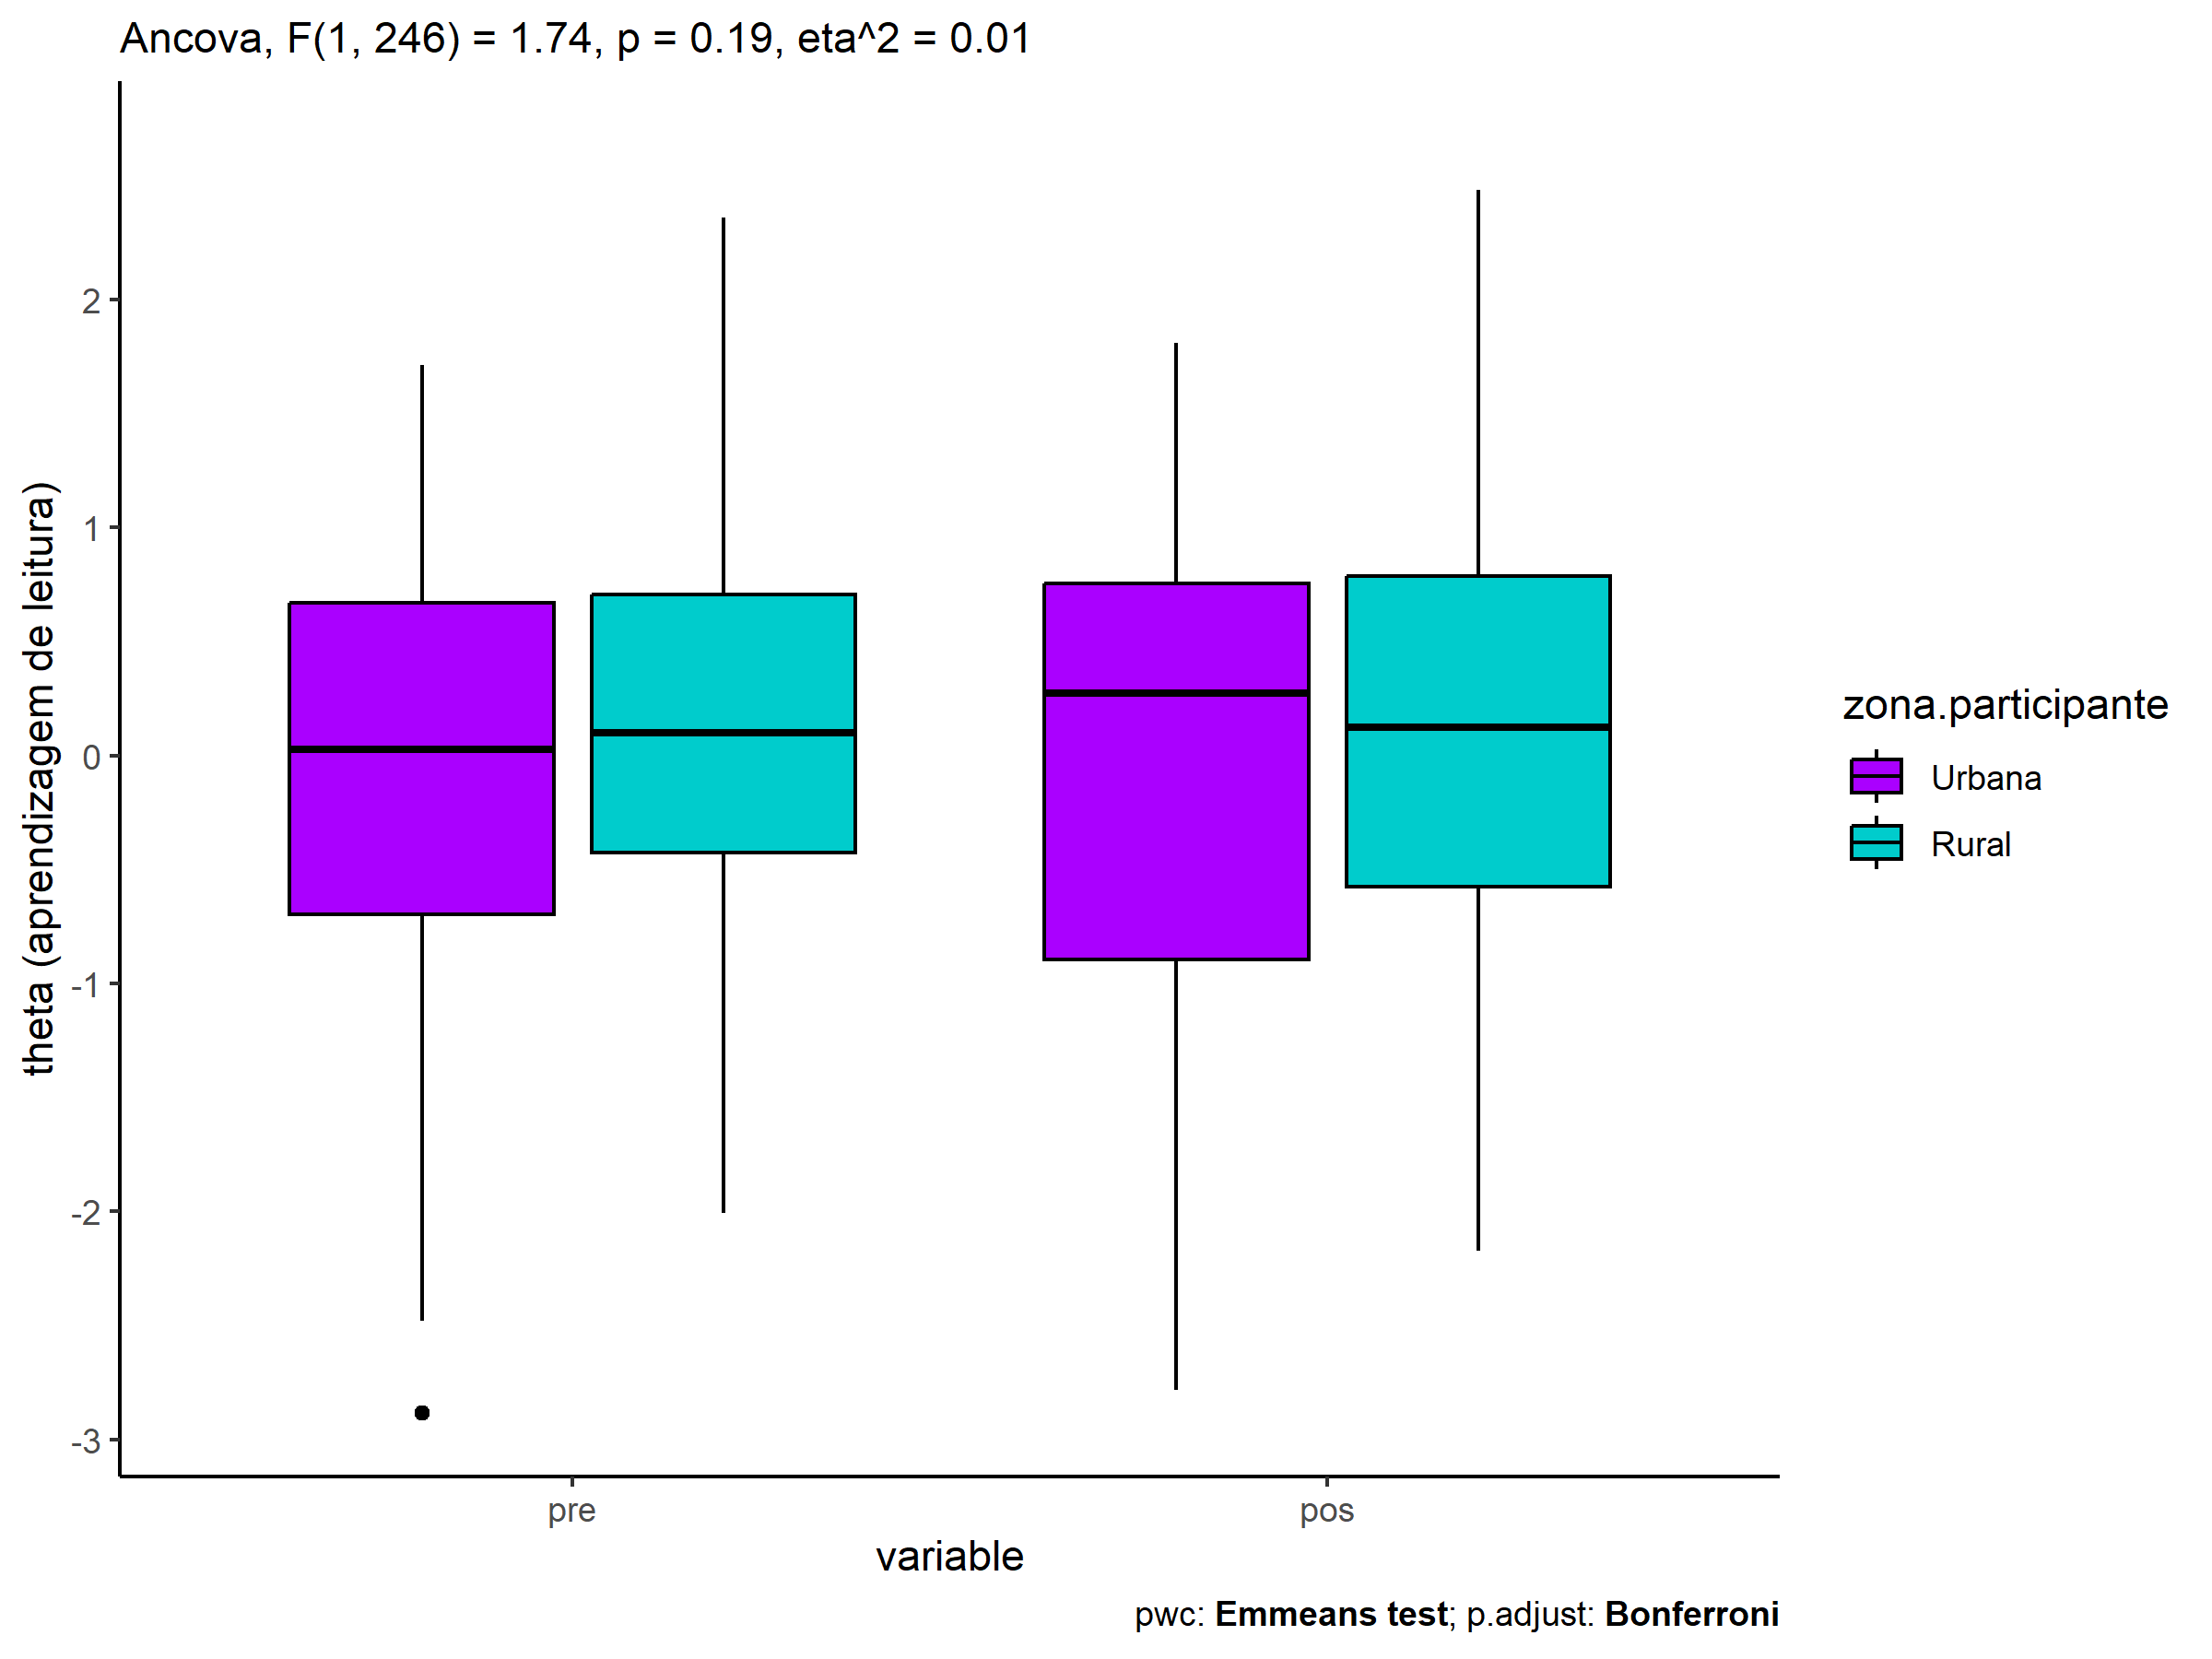 Ancova, F(1, 246) = 1.74, p = 0.19, eta^2 = 0.01
theta (aprendizagem de leitura)
2
1
0
-1
-2
-3
pre
pos
variable
zona.participante
Urbana
Rural
pwc: Emmeans test; p.adjust: Bonferroni